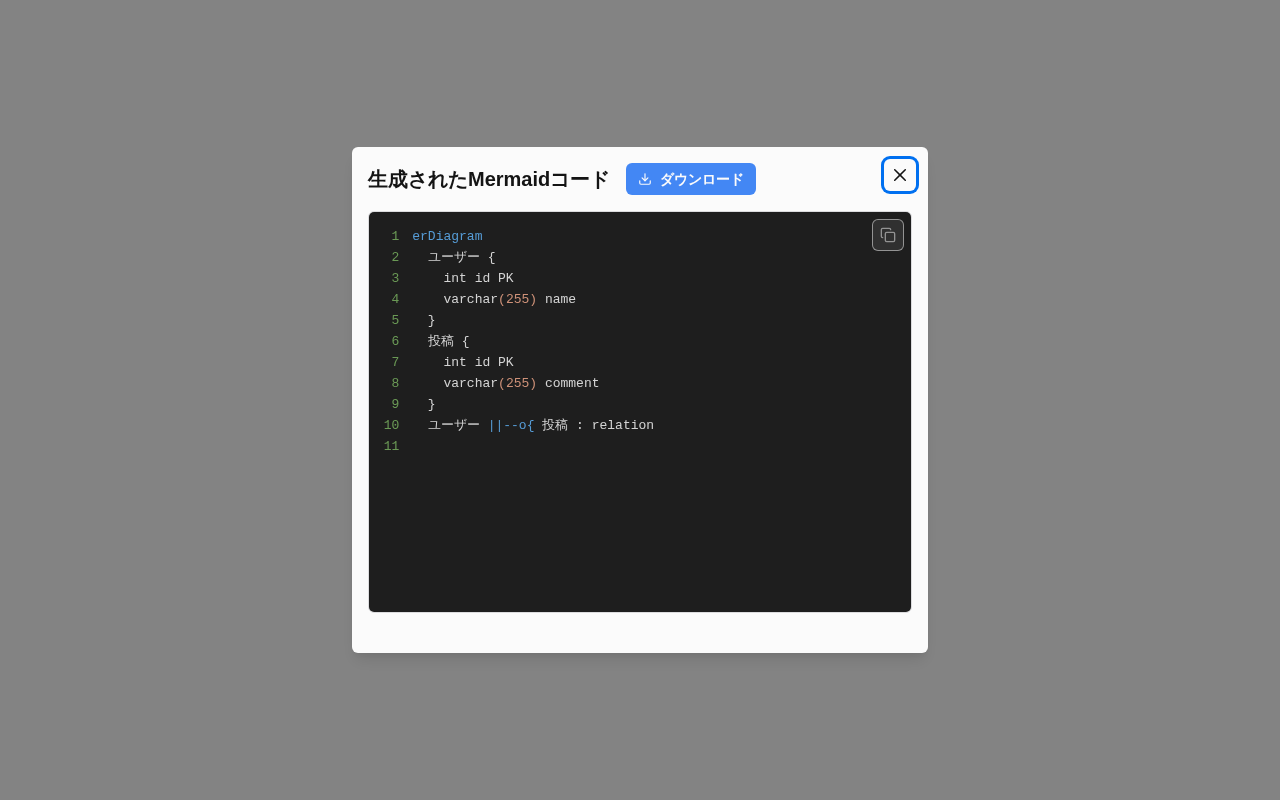 生成されたMermaidコード
ダウンロード
1 erDiagram
2   ユーザー {
3     int id PK
4     varchar(255) name
5   }
6   投稿 {
7     int id PK
8     varchar(255) comment
9   }
10   ユーザー ||--o{ 投稿 : relation
11